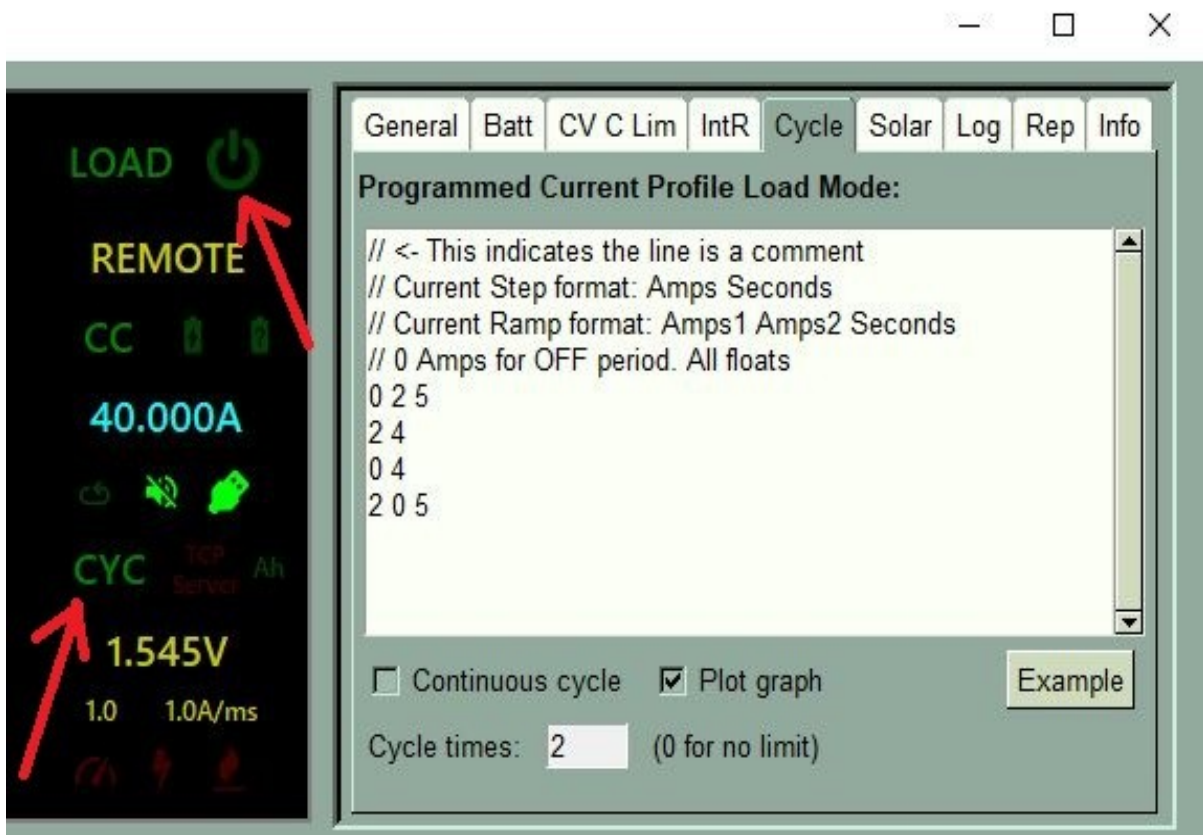 LOAD
REMOTE
CC
40.000A
CYC TCP Server Ah
1.545V
1.0 1.0A/ms
General Batt CV C Lim IntR Cycle Solar Log Rep Info
Programmed Current Profile Load Mode:
// <- This indicates the line is a comment
// Current Step format: Amps Seconds
// Current Ramp format: Amps1 Amps2 Seconds
// 0 Amps for OFF period. All floats
0 2 5
2 4
0 4
2 0 5
Continuous cycle Plot graph Example
Cycle times: 2 (0 for no limit)